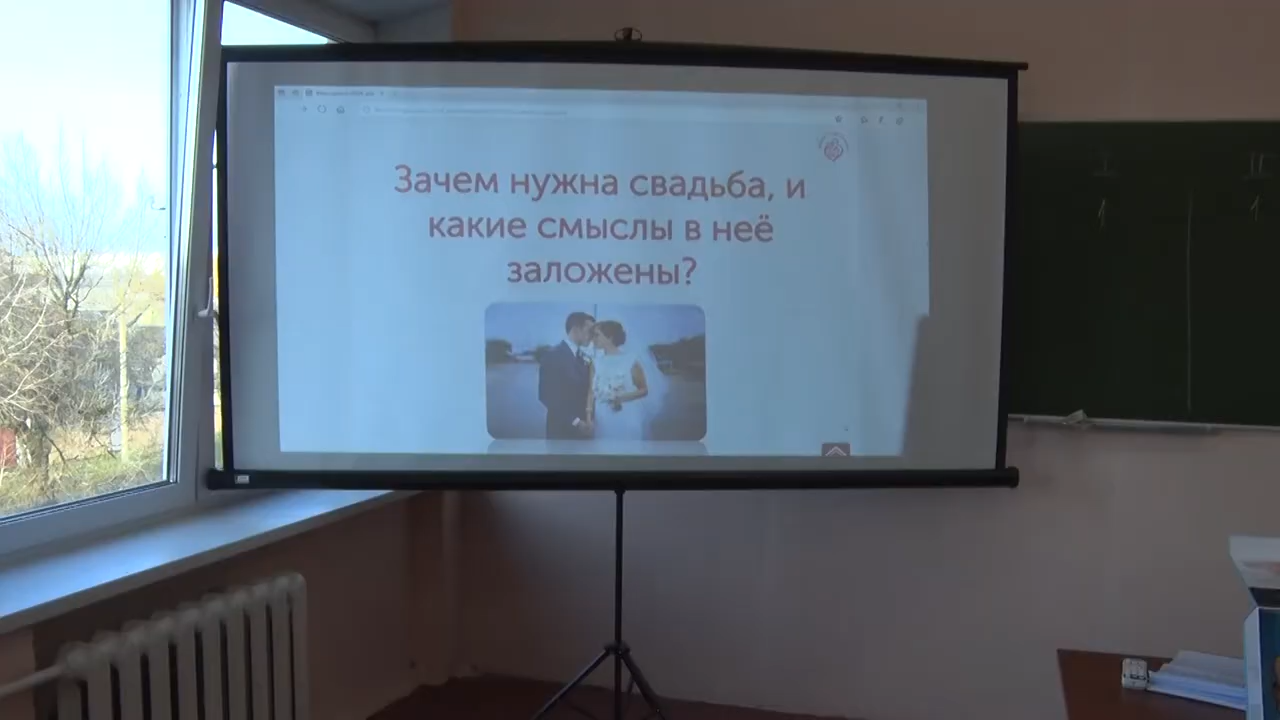 Зачем нужна свадьба, и
какие смыслы в неё
заложены?